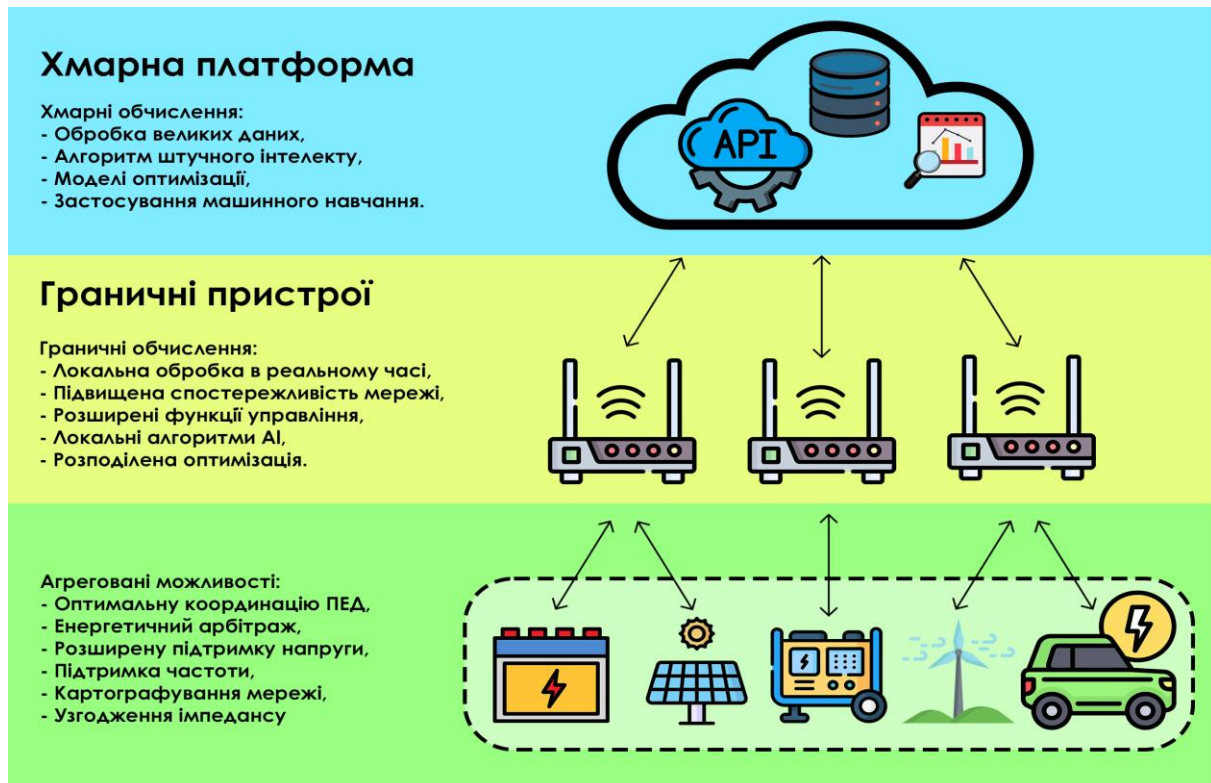 Хмарна платформа
Хмарні обчислення:
- Обробка великих даних,
- Алгоритм штучного інтелекту,
- Моделі оптимізації,
- Застосування машинного навчання.
API
Граничні пристрої
Граничні обчислення:
- Локальна обробка в реальному часі,
- Підвищена спостережливість мережі,
- Розширені функції управління,
- Локальні алгоритми AI,
- Розподілена оптимізація.
Агреговані можливості:
- Оптимальну координацію ПЕД,
- Енергетичний арбітраж,
- Розширену підтримку напруги,
- Підтримка частоти,
- Картографування мережі,
- Узгодження імпедансу